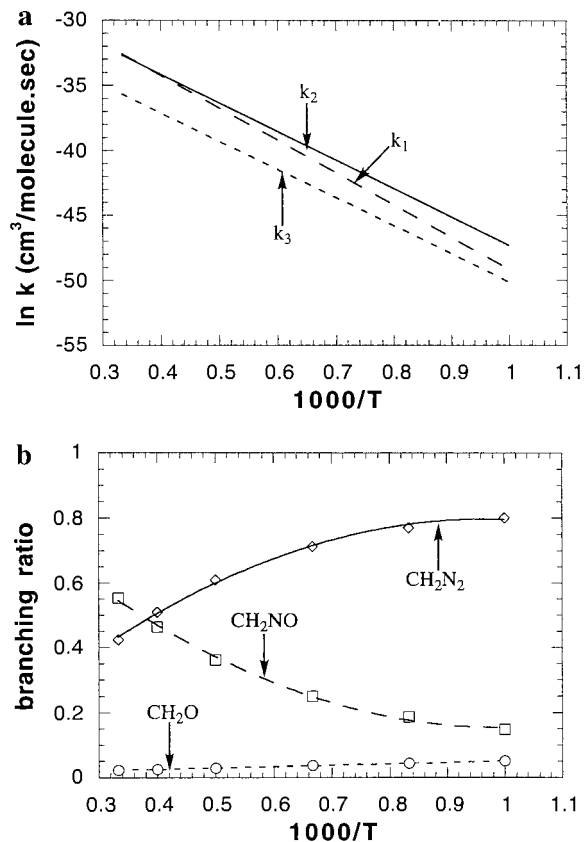 a
-30
-35
-40
-45
-50
-55
ln k (cm³/molecule.sec)
k₂
k₁
k₃
0.3 0.4 0.5 0.6 0.7 0.8 0.9 1 1.1
1000/T
b
1
0.8
0.6
0.4
0.2
0
branching ratio
CH₂N₂
CH₂NO
CH₂O
0.3 0.4 0.5 0.6 0.7 0.8 0.9 1 1.1
1000/T